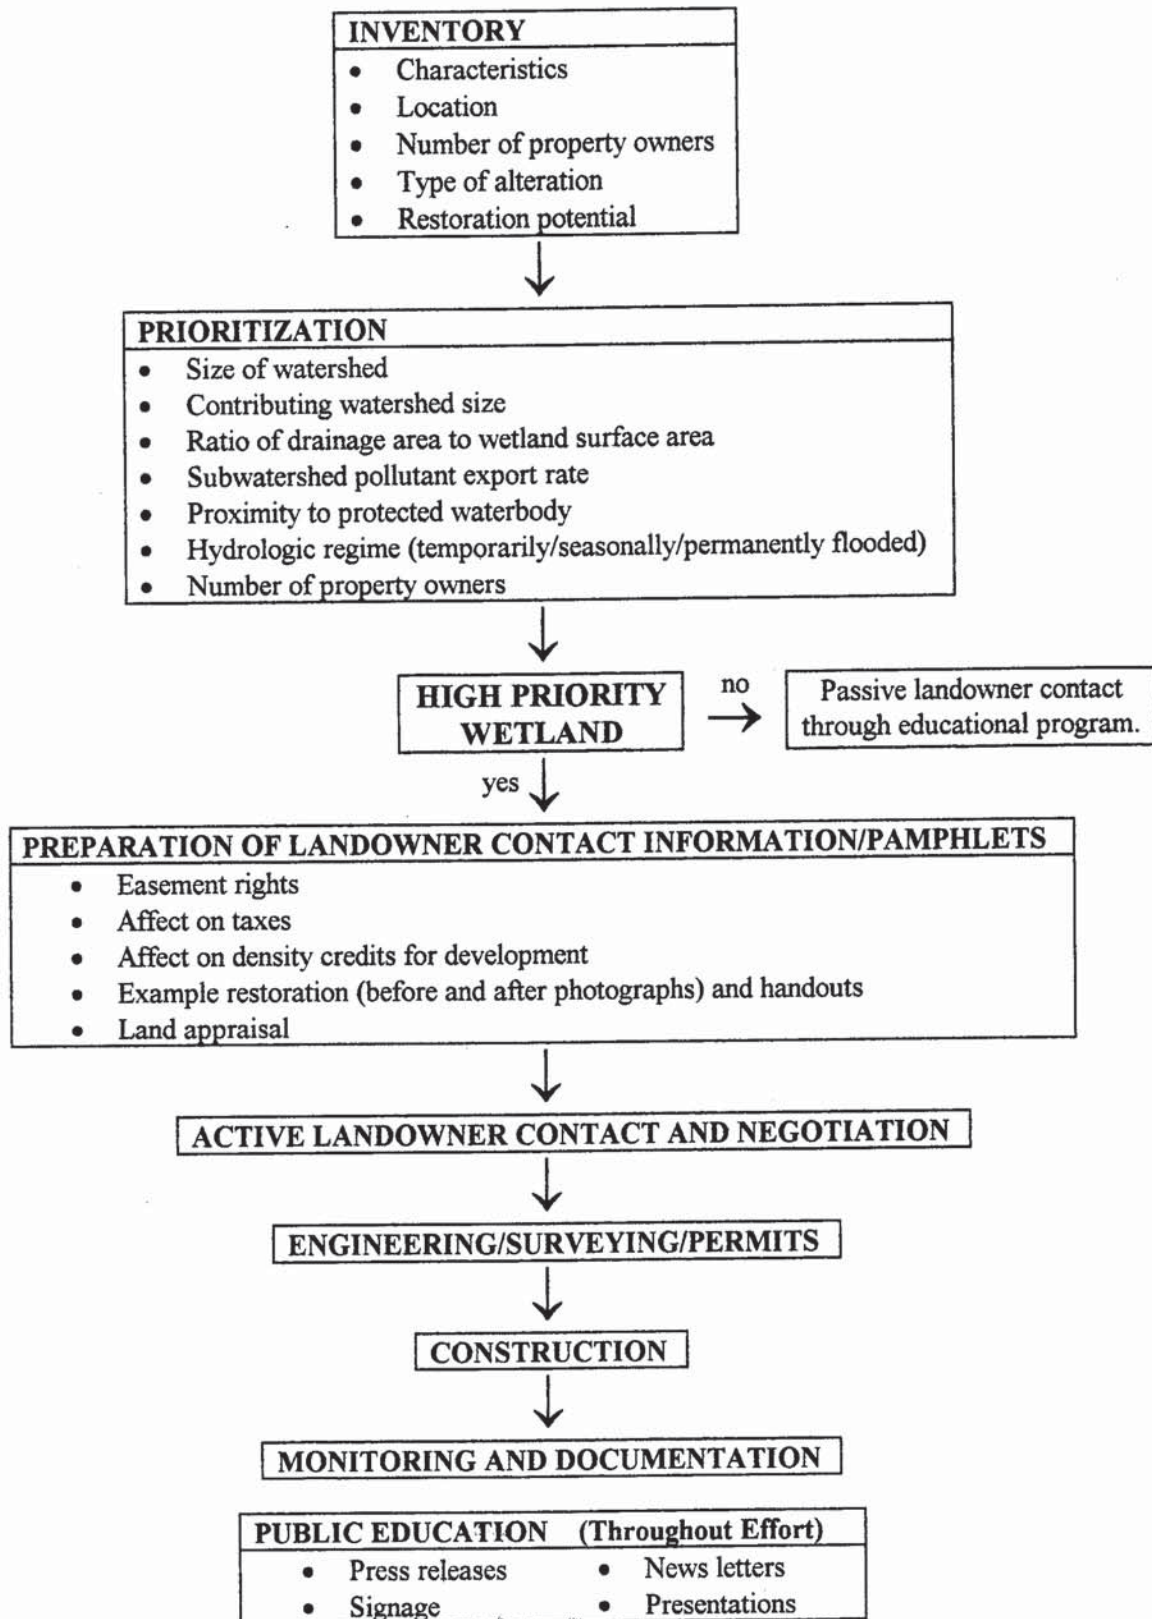 INVENTORY
• Characteristics
• Location
• Number of property owners
• Type of alteration
• Restoration potential
PRIORITIZATION
• Size of watershed
• Contributing watershed size
• Ratio of drainage area to wetland surface area
• Subwatershed pollutant export rate
• Proximity to protected waterbody
• Hydrologic regime (temporarily/seasonally/permanently flooded)
• Number of property owners
HIGH PRIORITY
WETLAND
no
Passive landowner contact
through educational program.
yes
PREPARATION OF LANDOWNER CONTACT INFORMATION/PAMPHLETS
• Easement rights
• Affect on taxes
• Affect on density credits for development
• Example restoration (before and after photographs) and handouts
• Land appraisal
ACTIVE LANDOWNER CONTACT AND NEGOTIATION
ENGINEERING/SURVEYING/PERMITS
CONSTRUCTION
MONITORING AND DOCUMENTATION
PUBLIC EDUCATION (Throughout Effort)
• Press releases • News letters
• Signage • Presentations